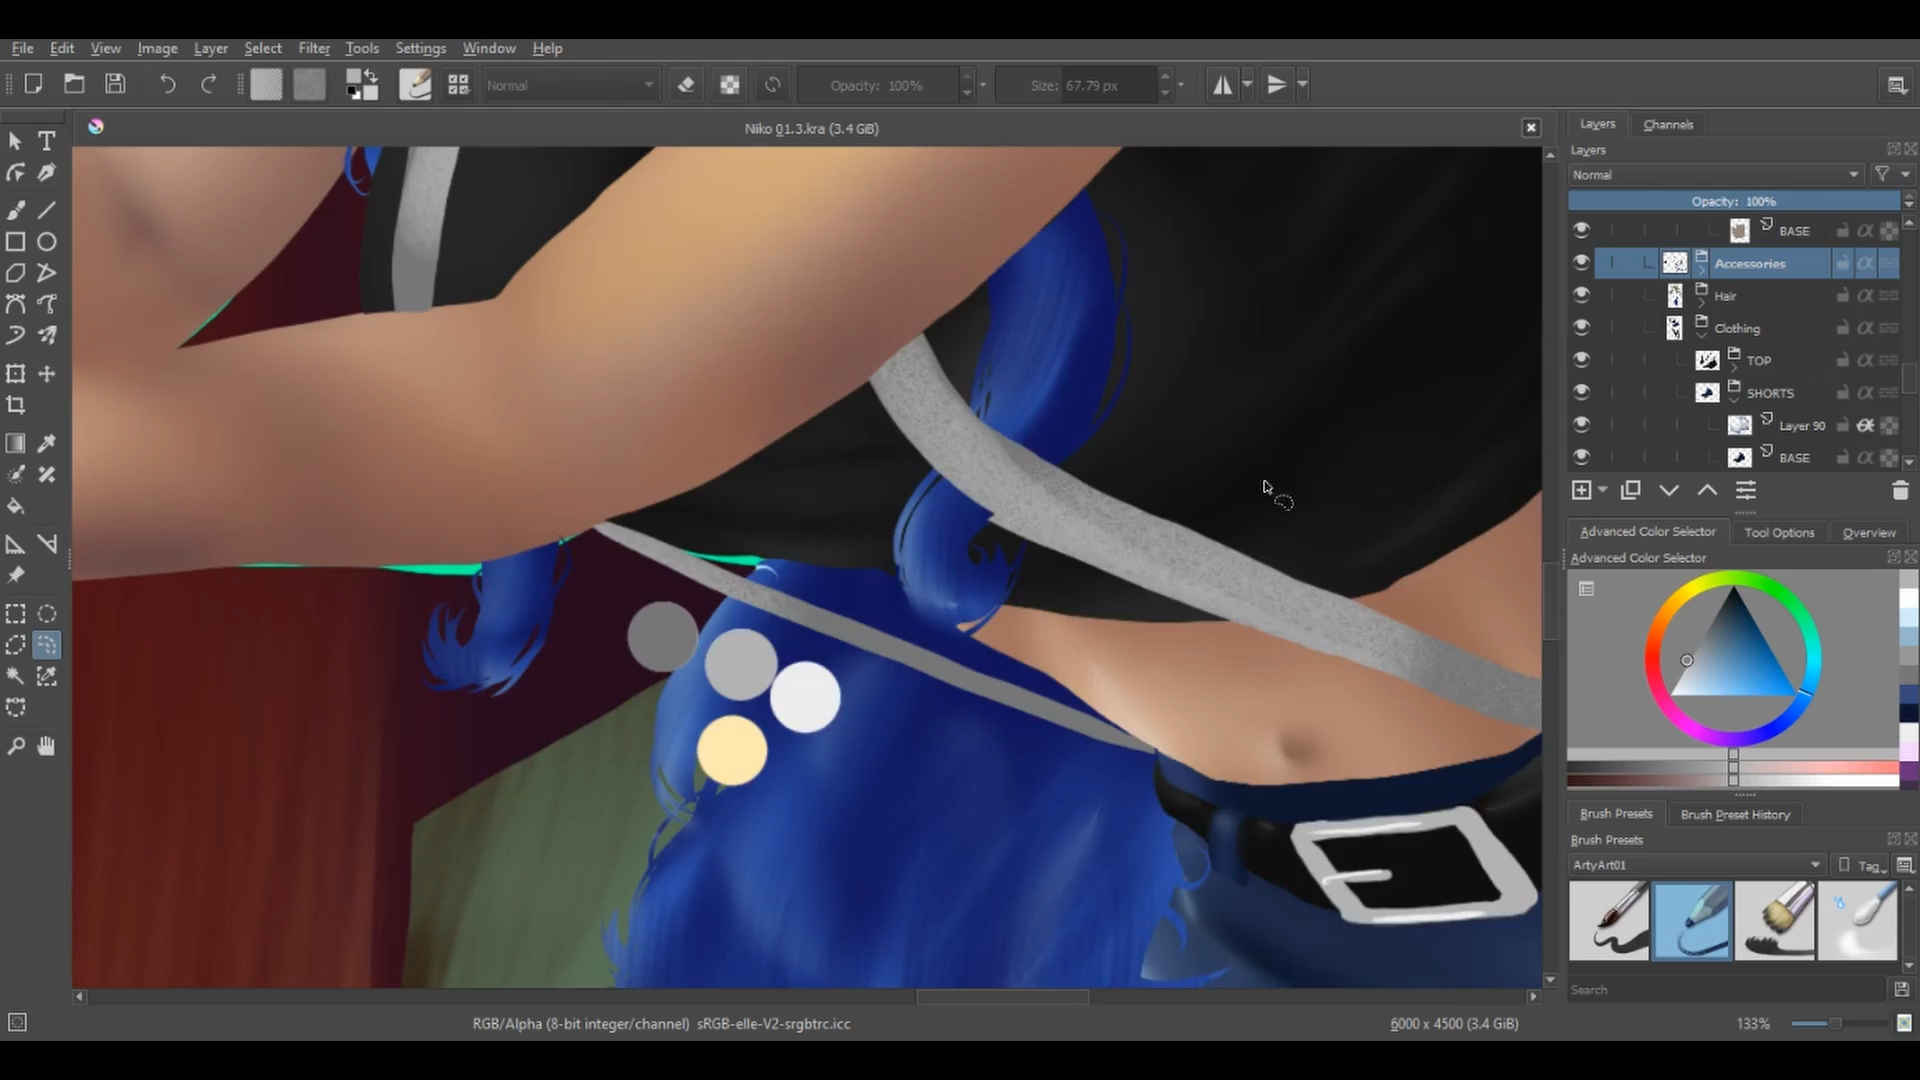 File Edit View Image Layer Select Filter Tools Settings Window Help
Normal Opacity: 100% Size: 67.79 px
Niko 01.3.kra (3.4 GiB)
Layers Channels
Layers
Normal
Opacity: 100%
BASE
Accessories
Hair
Clothing
TOP
SHORTS
Layer 90
BASE
Advanced Color Selector Tool Options Overview
Advanced Color Selector
Brush Presets Brush Preset History
Brush Presets
ArtyArt01 Tag
Search
RGB/Alpha (8-bit integer/channel) sRGB-elle-V2-srgbtrc.icc 6000 x 4500 (3.4 GiB) 133%